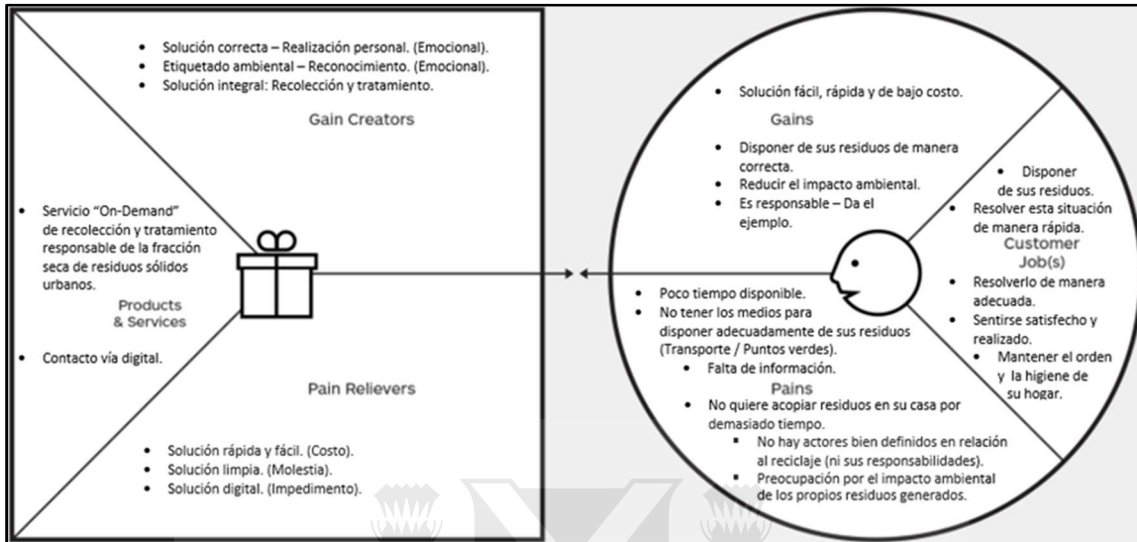 • Solución correcta – Realización personal. (Emocional).
• Etiquetado ambiental – Reconocimiento. (Emocional).
• Solución integral: Recolección y tratamiento.
Gain Creators
• Servicio “On-Demand”
de recolección y tratamiento
responsable de la fracción
seca de residuos sólidos
urbanos.
Products
& Services
• Contacto vía digital.
Pain Relievers
• Solución rápida y fácil. (Costo).
• Solución limpia. (Molestia).
• Solución digital. (Impedimento).
• Solución fácil, rápida y de bajo costo.
Gains
• Disponer de sus residuos de manera
correcta.
• Reducir el impacto ambiental.
• Es responsable – Da el
ejemplo.
• Disponer
de sus residuos.
• Resolver esta situación
de manera rápida.
Customer
Job(s)
• Resolverlo de manera
adecuada.
• Sentirse satisfecho y
realizado.
• Mantener el orden
y la higiene de
su hogar.
• Poco tiempo disponible.
• No tener los medios para
disponer adecuadamente de sus residuos
(Transporte / Puntos verdes).
• Falta de información.
Pains
• No quiere acopiar residuos en su casa por
demasiado tiempo.
▪ No hay actores bien definidos en relación
al reciclaje (ni sus responsabilidades).
▪ Preocupación por el impacto ambiental
de los propios residuos generados.